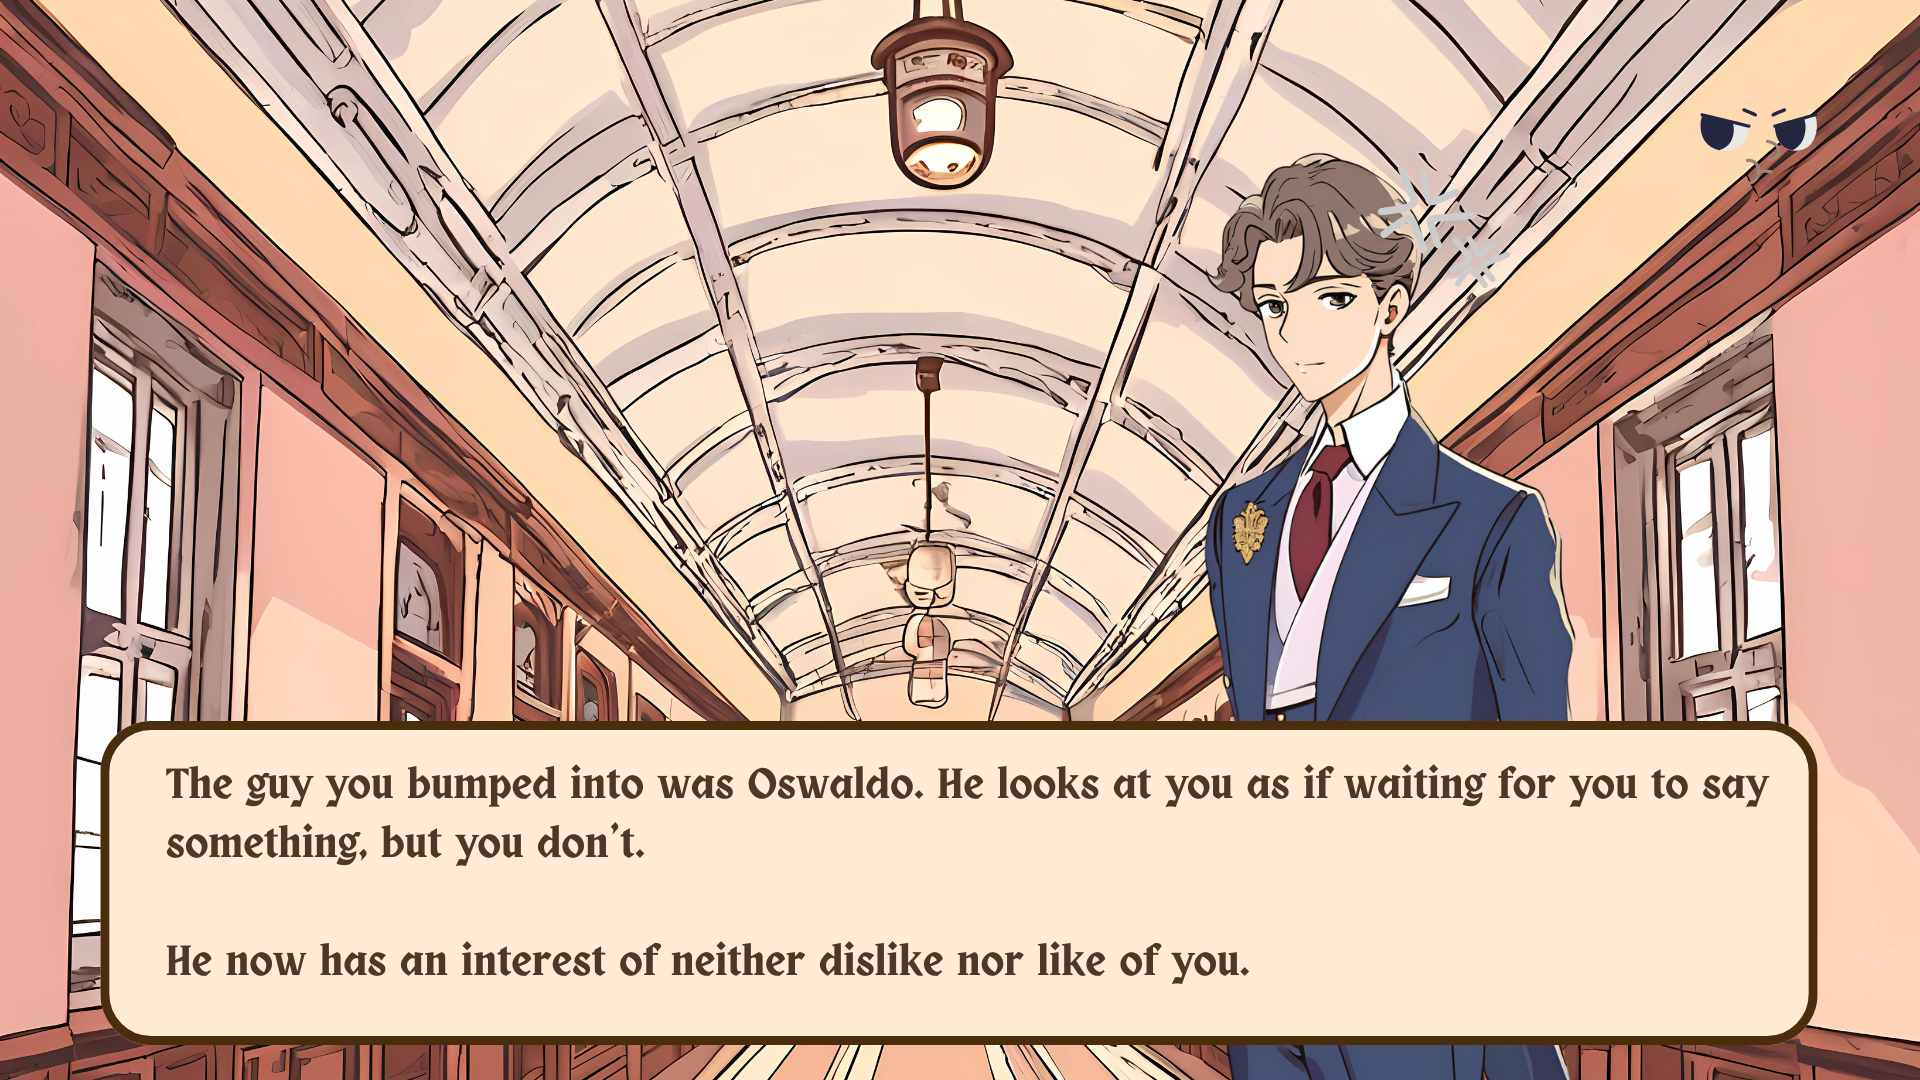 The guy you bumped into was Oswaldo. He looks at you as if waiting for you to say
something, but you don't.
He now has an interest of neither dislike nor like of you.